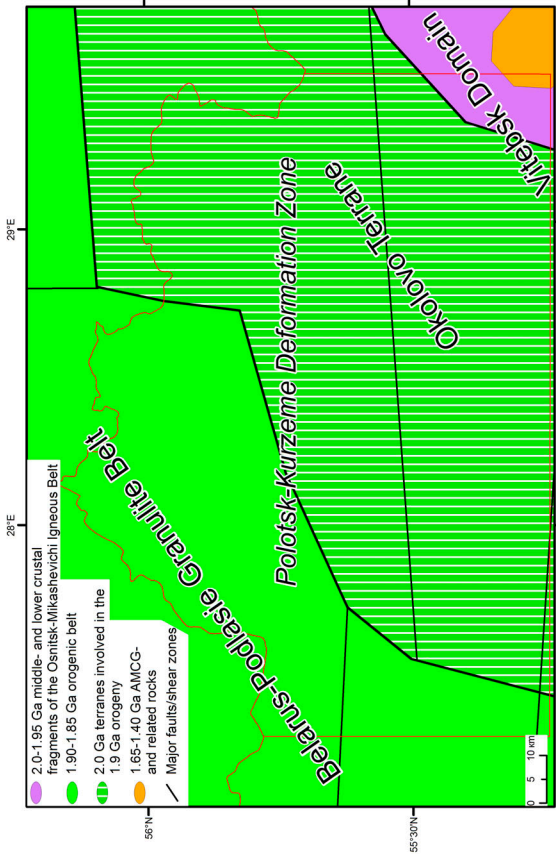 2.0-1.95 Ga middle- and lower crustal
fragments of the Osnitsk-Mikashevichi Igneous Belt
1.90-1.85 Ga orogenic belt
2.0 Ga terranes involved in the
1.9 Ga orogeny
1.65-1.40 Ga AMCG-
and related rocks
Major faults/shear zones
28°E
29°E
56°N
55°30'N
Belarus-Podlasie Granulite Belt
Polotsk-Kurzeme Deformation Zone
Okolovo Terrane
Vitebsk Domain
0 5 10 km